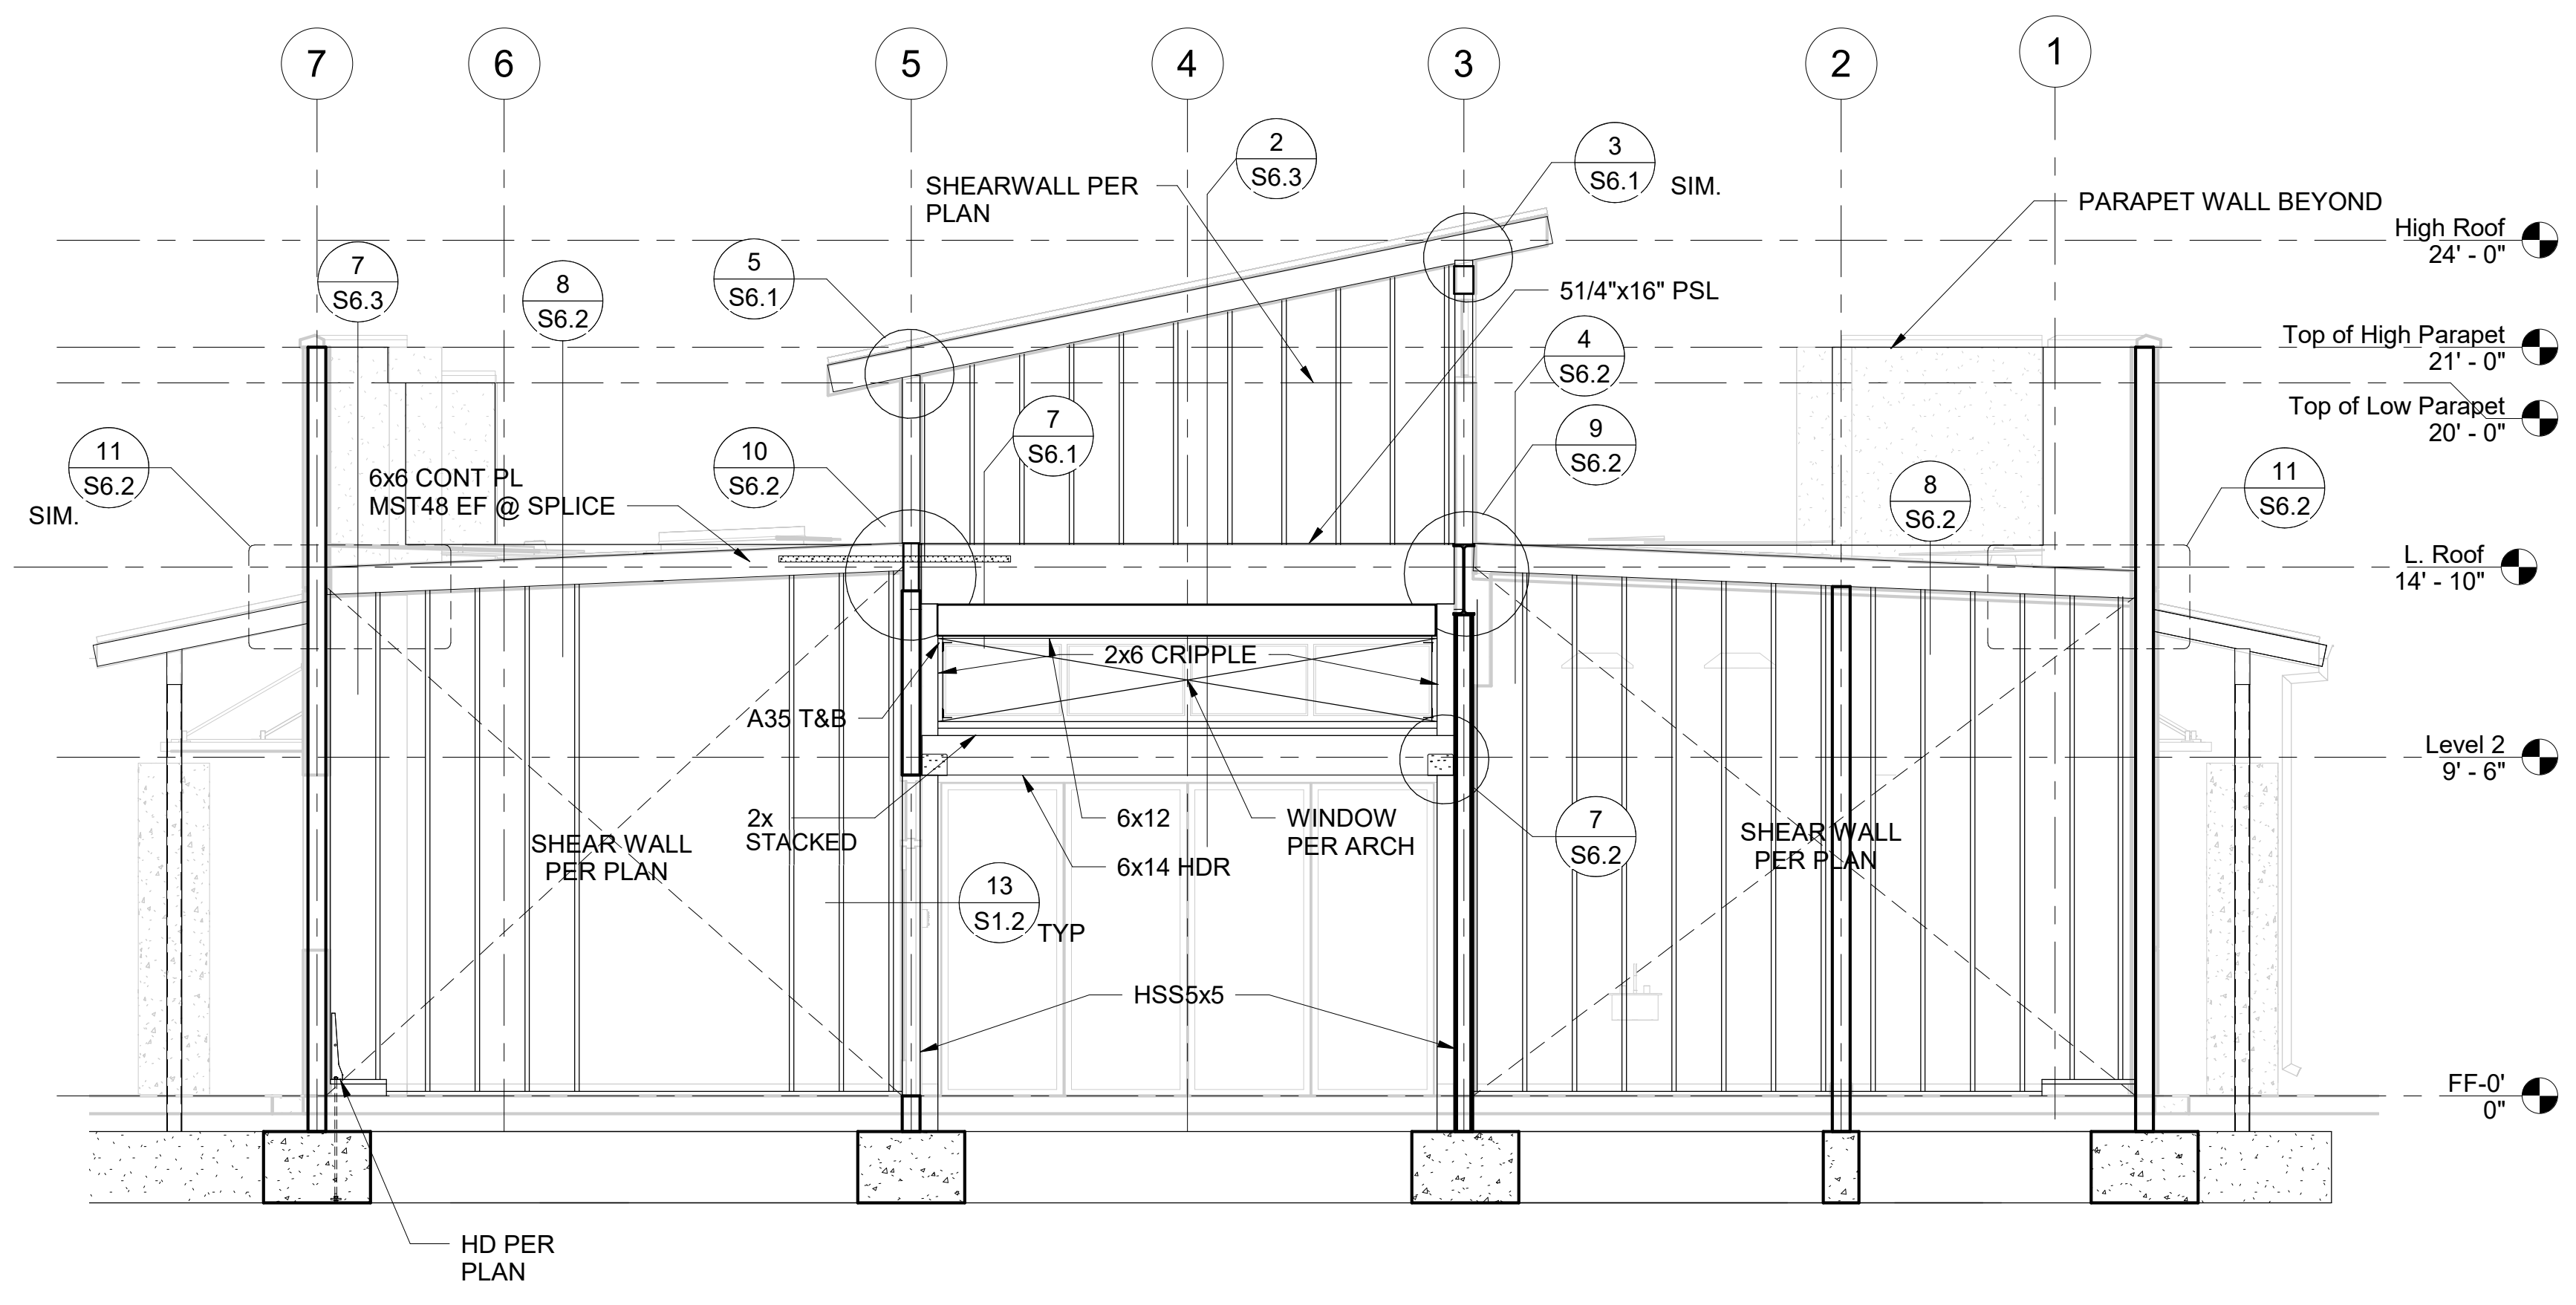 7
6
5
4
3
2
1
2
S6.3
3
S6.1
SIM.
SHEARWALL PER
PLAN
PARAPET WALL BEYOND
High Roof
24' - 0"
7
S6.3
8
S6.2
5
S6.1
51/4"x16" PSL
4
S6.2
Top of High Parapet
21' - 0"
Top of Low Parapet
20' - 0"
11
S6.2
SIM.
6x6 CONT PL
MST48 EF @ SPLICE
10
S6.2
7
S6.1
9
S6.2
8
S6.2
11
S6.2
L. Roof
14' - 10"
2x6 CRIPPLE
A35 T&B
Level 2
9' - 6"
2x
STACKED
6x12
6x14 HDR
WINDOW
PER ARCH
7
S6.2
SHEAR WALL
PER PLAN
SHEAR WALL
PER PLAN
13
S1.2
TYP
HSS5x5
FF-0'
0"
HD PER
PLAN